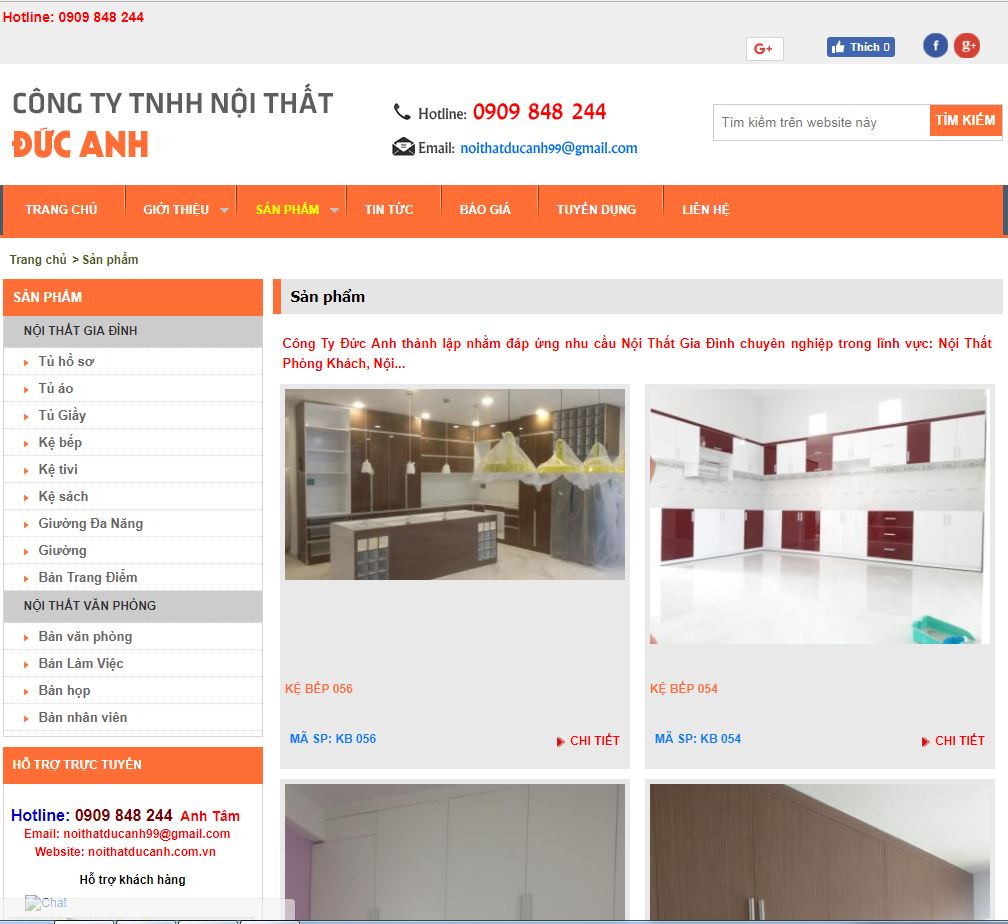 Hotline: 0909 848 244
G+
Thích 0
f
g+
CÔNG TY TNHH NỘI THẤT
ĐỨC ANH
Hotline: 0909 848 244
Email: noithatducanh99@gmail.com
Tìm kiếm trên website này
TÌM KIẾM
TRANG CHỦ
GIỚI THIỆU
SẢN PHẨM
TIN TỨC
BÁO GIÁ
TUYỂN DỤNG
LIÊN HỆ
Trang chủ > Sản phẩm
SẢN PHẨM
NỘI THẤT GIA ĐÌNH
Tủ hồ sơ
Tủ áo
Tủ Giầy
Kệ bếp
Kệ tivi
Kệ sách
Giường Đa Năng
Giường
Bàn Trang Điểm
NỘI THẤT VĂN PHÒNG
Bàn văn phòng
Bàn Làm Việc
Bàn họp
Bàn nhân viên
HỖ TRỢ TRỰC TUYẾN
Hotline: 0909 848 244 Anh Tâm
Email: noithatducanh99@gmail.com
Website: noithatducanh.com.vn
Hỗ trợ khách hàng
Chat
Sản phẩm
Công Ty Đức Anh thành lập nhằm đáp ứng nhu cầu Nội Thất Gia Đình chuyên nghiệp trong lĩnh vực: Nội Thất
Phòng Khách, Nội...
KỆ BẾP 056
MÃ SP: KB 056
CHI TIẾT
KỆ BẾP 054
MÃ SP: KB 054
CHI TIẾT